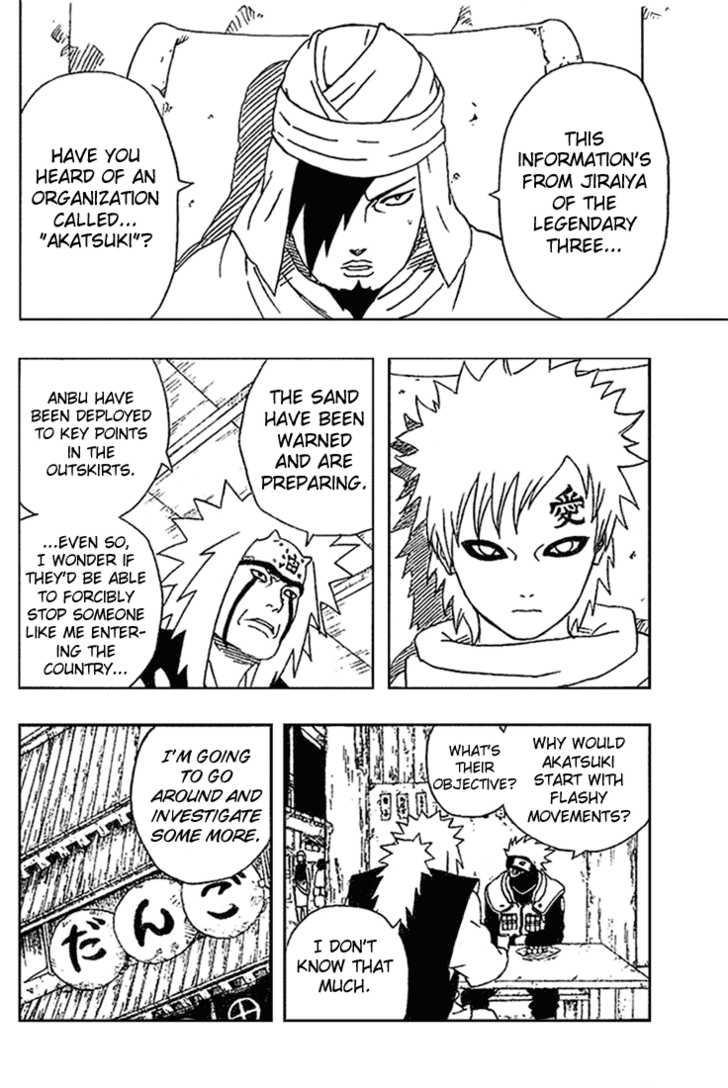 THIS
INFORMATION'S
FROM JIRAIYA
OF THE
LEGENDARY
THREE...
HAVE YOU
HEARD OF AN
ORGANIZATION
CALLED...
"AKATSUKI"?
愛
THE SAND
HAVE BEEN
WARNED
AND ARE
PREPARING.
ANBU HAVE
BEEN DEPLOYED
TO KEY POINTS
IN THE
OUTSKIRTS.
...EVEN SO,
I WONDER IF
THEY'D BE ABLE
TO FORCIBLY
STOP SOMEONE
LIKE ME ENTER-
ING THE
COUNTRY...
油
WHY WOULD
AKATSUKI
START WITH
FLASHY
MOVEMENTS?
WHAT'S
THEIR
OBJECTIVE?
I DON'T
KNOW THAT
MUCH.
I'M GOING
TO GO
AROUND AND
INVESTIGATE
SOME MORE.
だんご